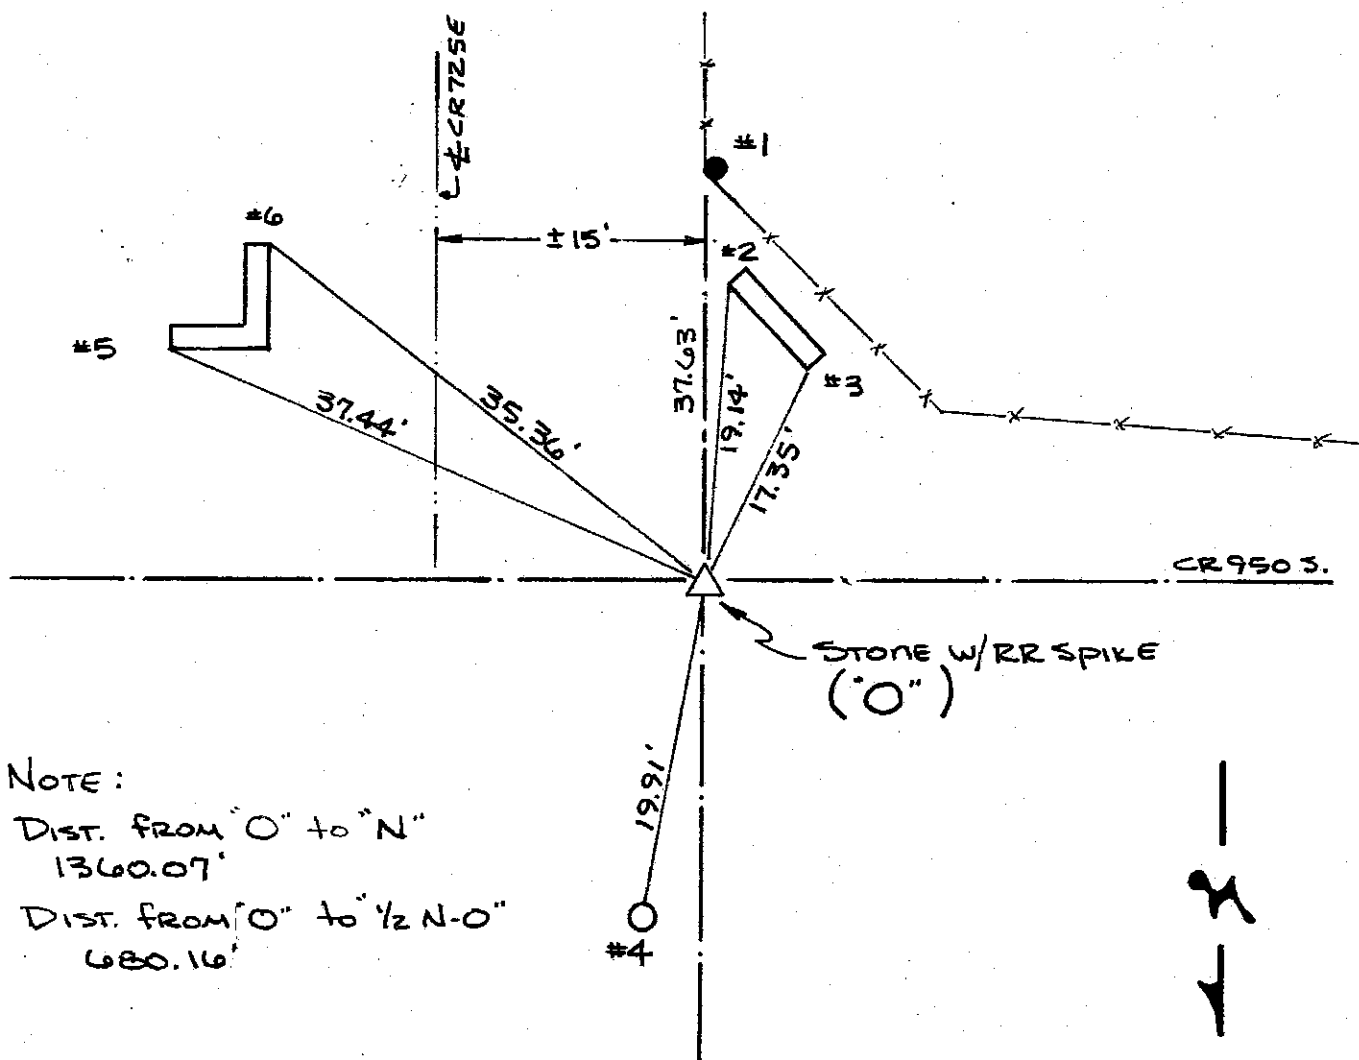 ℄ CR725E
#1
#6
±15'
#2
#5
#3
37.63'
19.14'
17.35'
37.44'
35.36'
CR950 S.
STONE W/RR SPIKE
("O")
19.91'
#4
NOTE:
DIST. FROM "O" to "N"
1360.07'
DIST. FROM "O" to "1/2 N-O"
680.16'
N